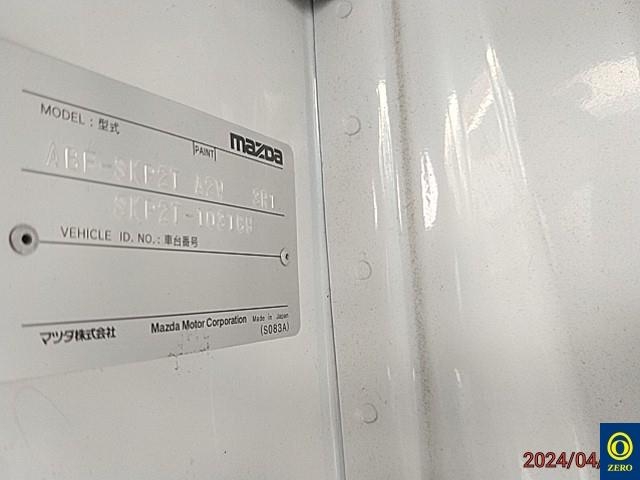 MODEL : 型式
PAINT
mazda
ABF-SKP2T A2W
SKP2T-
VEHICLE ID. NO. : 車台番号
マツダ株式会社
Mazda Motor Corporation
Made in Japan
(S083A)
2024/04/
ZERO